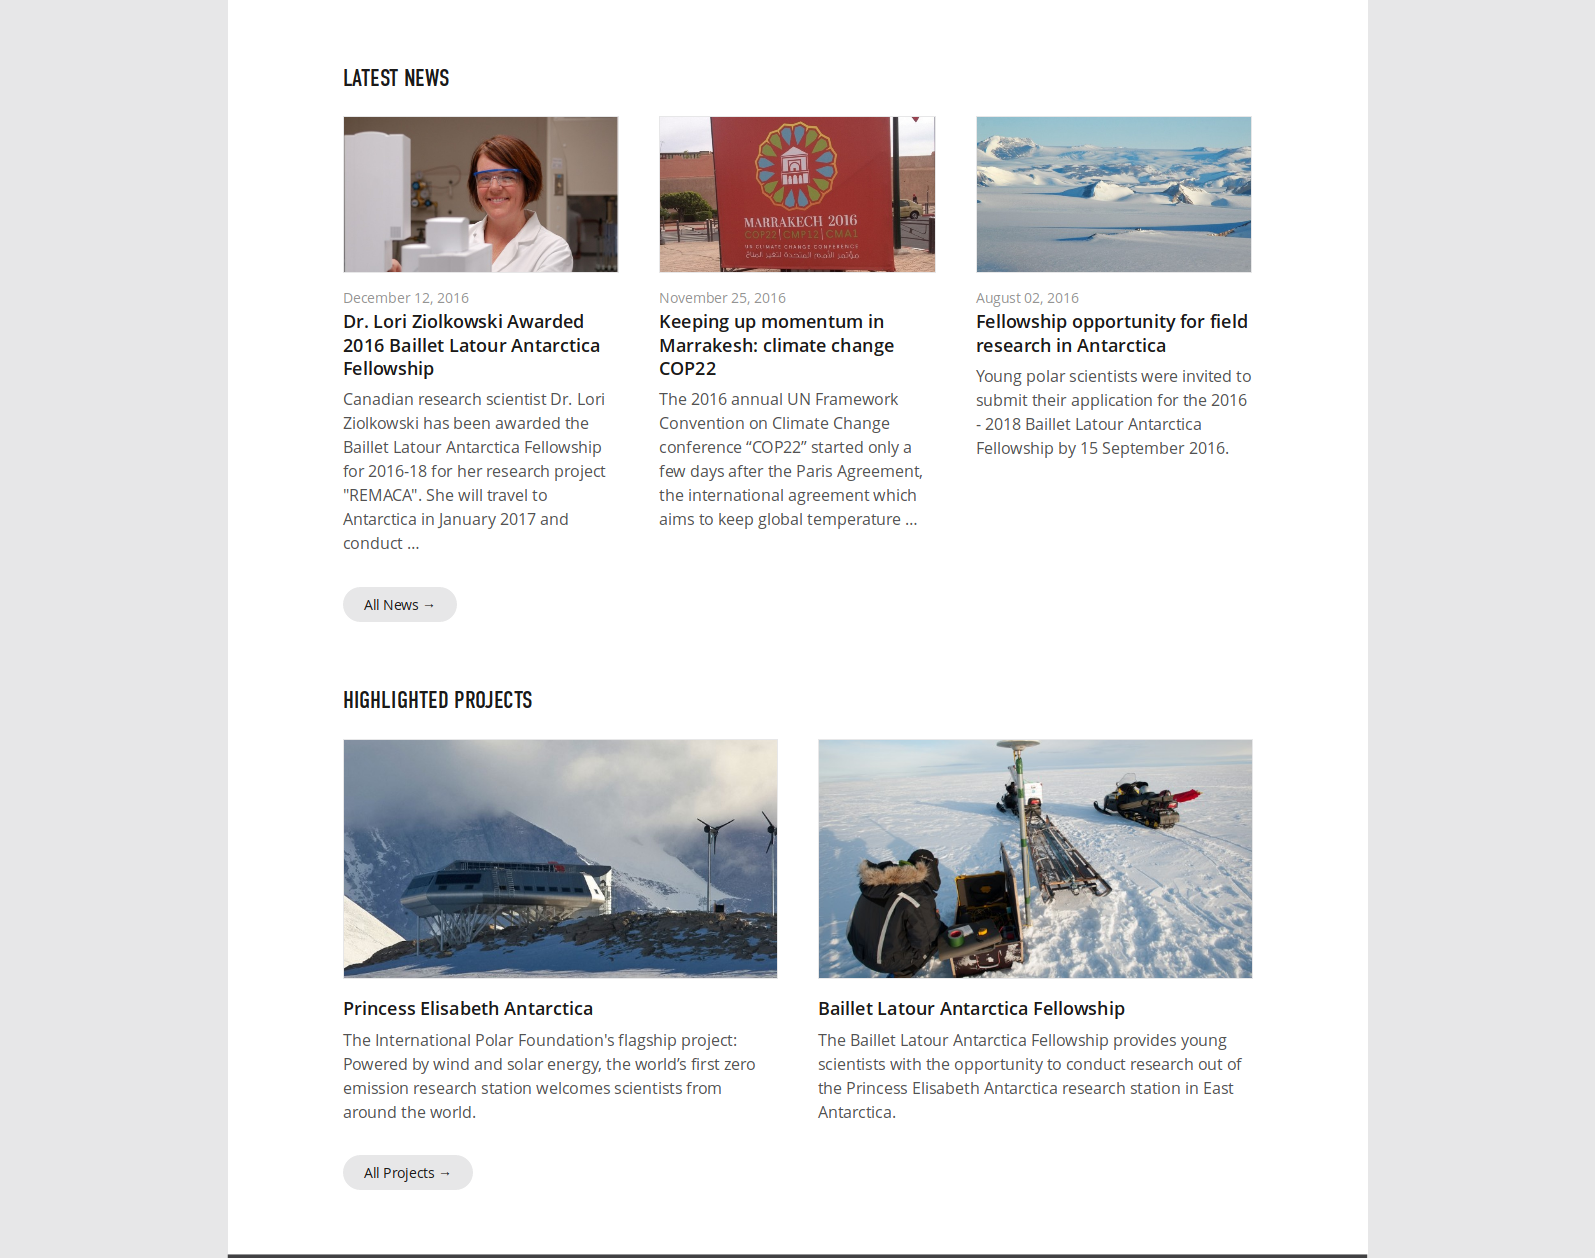 LATEST NEWS
MARRAKECH 2016
COP22|CMP12|CMA1
UN CLIMATE CHANGE CONFERENCE
مؤتمر الأمم المتحدة لتغير المناخ
December 12, 2016
Dr. Lori Ziolkowski Awarded
2016 Baillet Latour Antarctica
Fellowship
Canadian research scientist Dr. Lori
Ziolkowski has been awarded the
Baillet Latour Antarctica Fellowship
for 2016-18 for her research project
"REMACA". She will travel to
Antarctica in January 2017 and
conduct ...
November 25, 2016
Keeping up momentum in
Marrakesh: climate change
COP22
The 2016 annual UN Framework
Convention on Climate Change
conference “COP22” started only a
few days after the Paris Agreement,
the international agreement which
aims to keep global temperature ...
August 02, 2016
Fellowship opportunity for field
research in Antarctica
Young polar scientists were invited to
submit their application for the 2016
- 2018 Baillet Latour Antarctica
Fellowship by 15 September 2016.
All News →
HIGHLIGHTED PROJECTS
Princess Elisabeth Antarctica
The International Polar Foundation's flagship project:
Powered by wind and solar energy, the world’s first zero
emission research station welcomes scientists from
around the world.
Baillet Latour Antarctica Fellowship
The Baillet Latour Antarctica Fellowship provides young
scientists with the opportunity to conduct research out of
the Princess Elisabeth Antarctica research station in East
Antarctica.
All Projects →